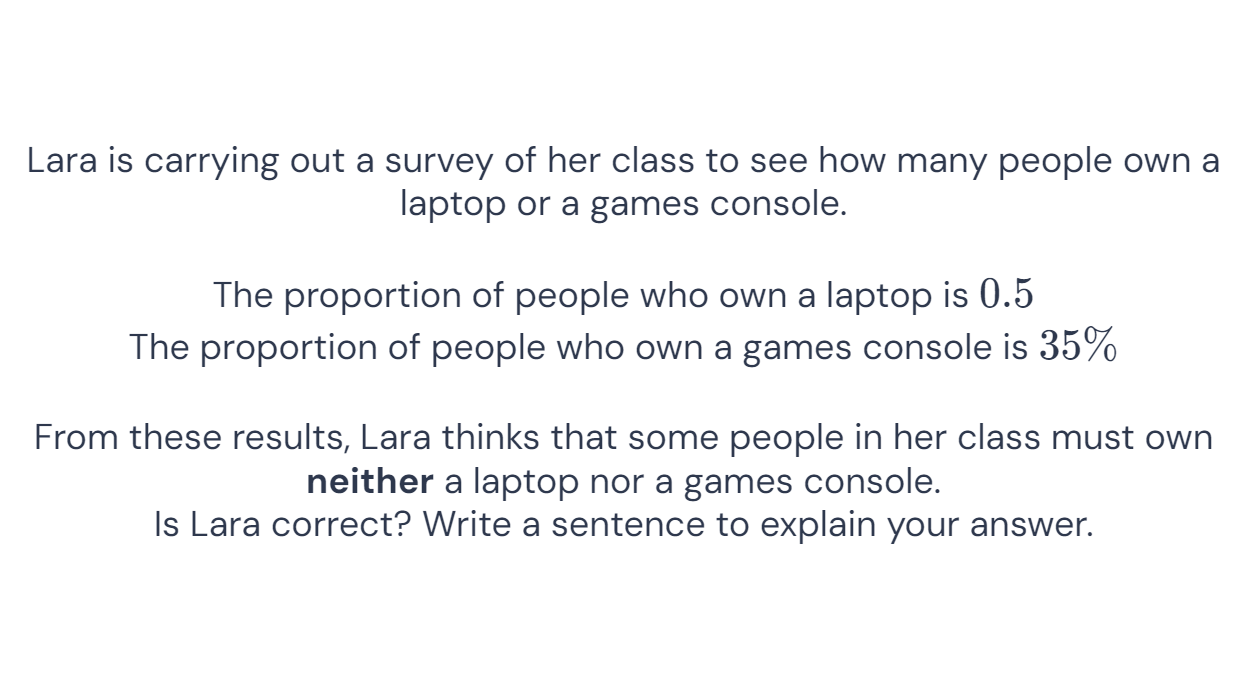 Lara is carrying out a survey of her class to see how many people own a
laptop or a games console.
The proportion of people who own a laptop is 0.5
The proportion of people who own a games console is 35%
From these results, Lara thinks that some people in her class must own
neither a laptop nor a games console.
Is Lara correct? Write a sentence to explain your answer.